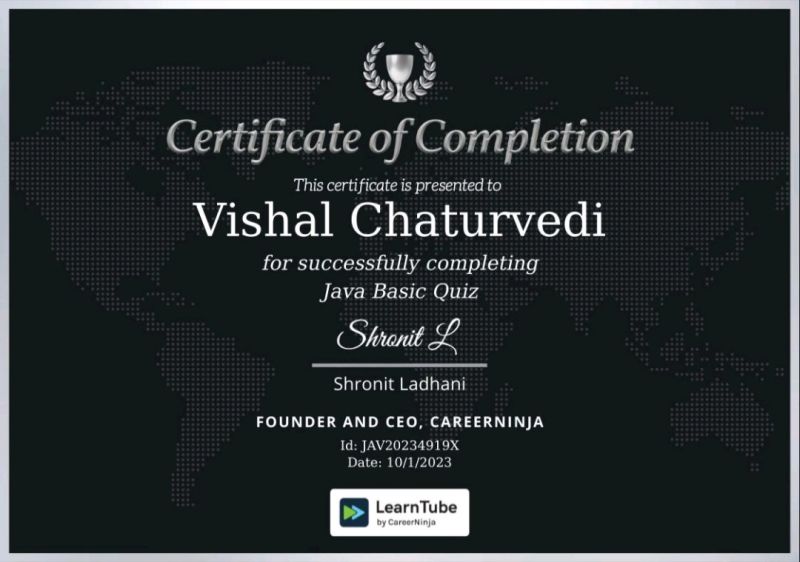 Certificate of Completion
This certificate is presented to
Vishal Chaturvedi
for successfully completing
Java Basic Quiz
Shronit L
Shronit Ladhani
FOUNDER AND CEO, CAREERNINJA
Id: JAV20234919X
Date: 10/1/2023
LearnTube
by CareerNinja